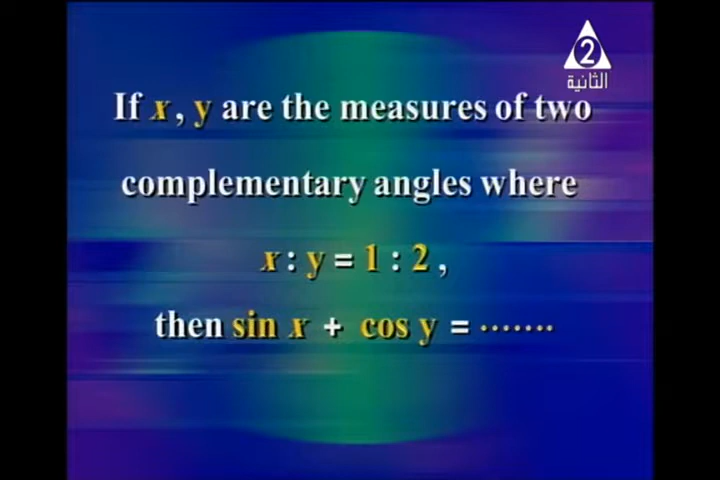 2
الثانية
If x, y are the measures of two
complementary angles where
x : y = 1 : 2 ,
then sin x + cos y = .......